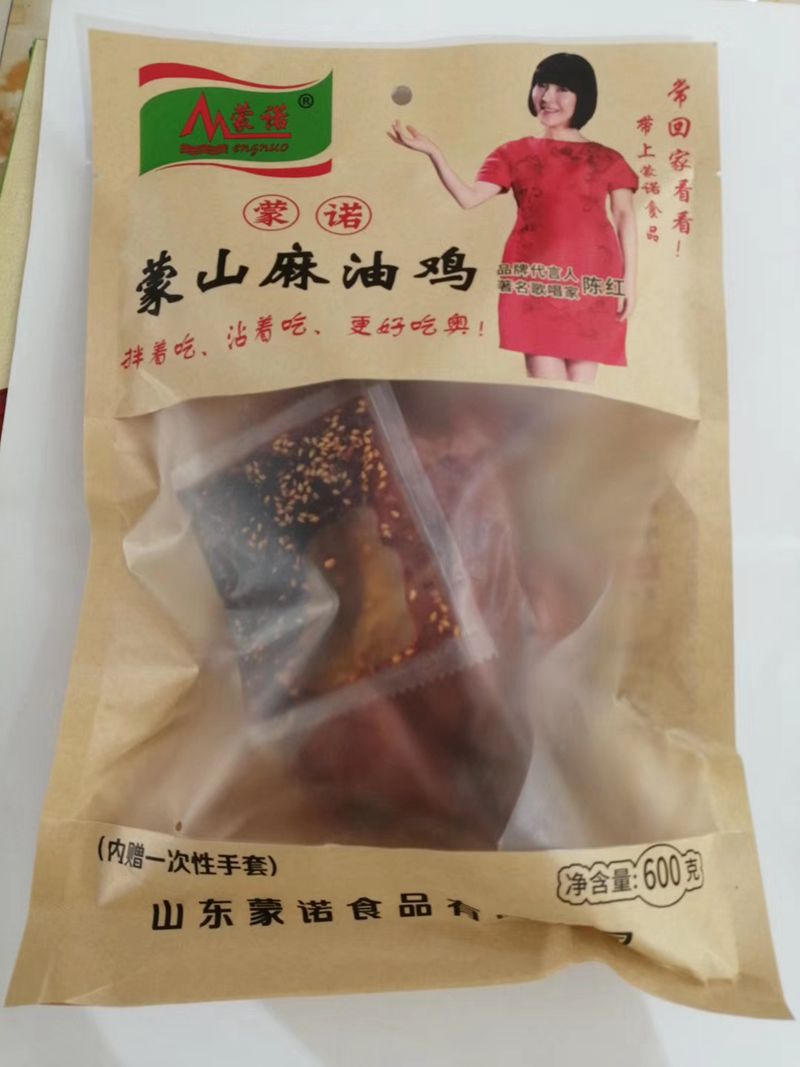 蒙诺®
engnuo
常回家看看!
带上蒙诺食品
蒙诺
蒙山麻油鸡
品牌代言人
著名歌唱家 陈红
拌着吃、沾着吃、更好吃奥!
(内赠一次性手套)
净含量:600克
山东蒙诺食品有